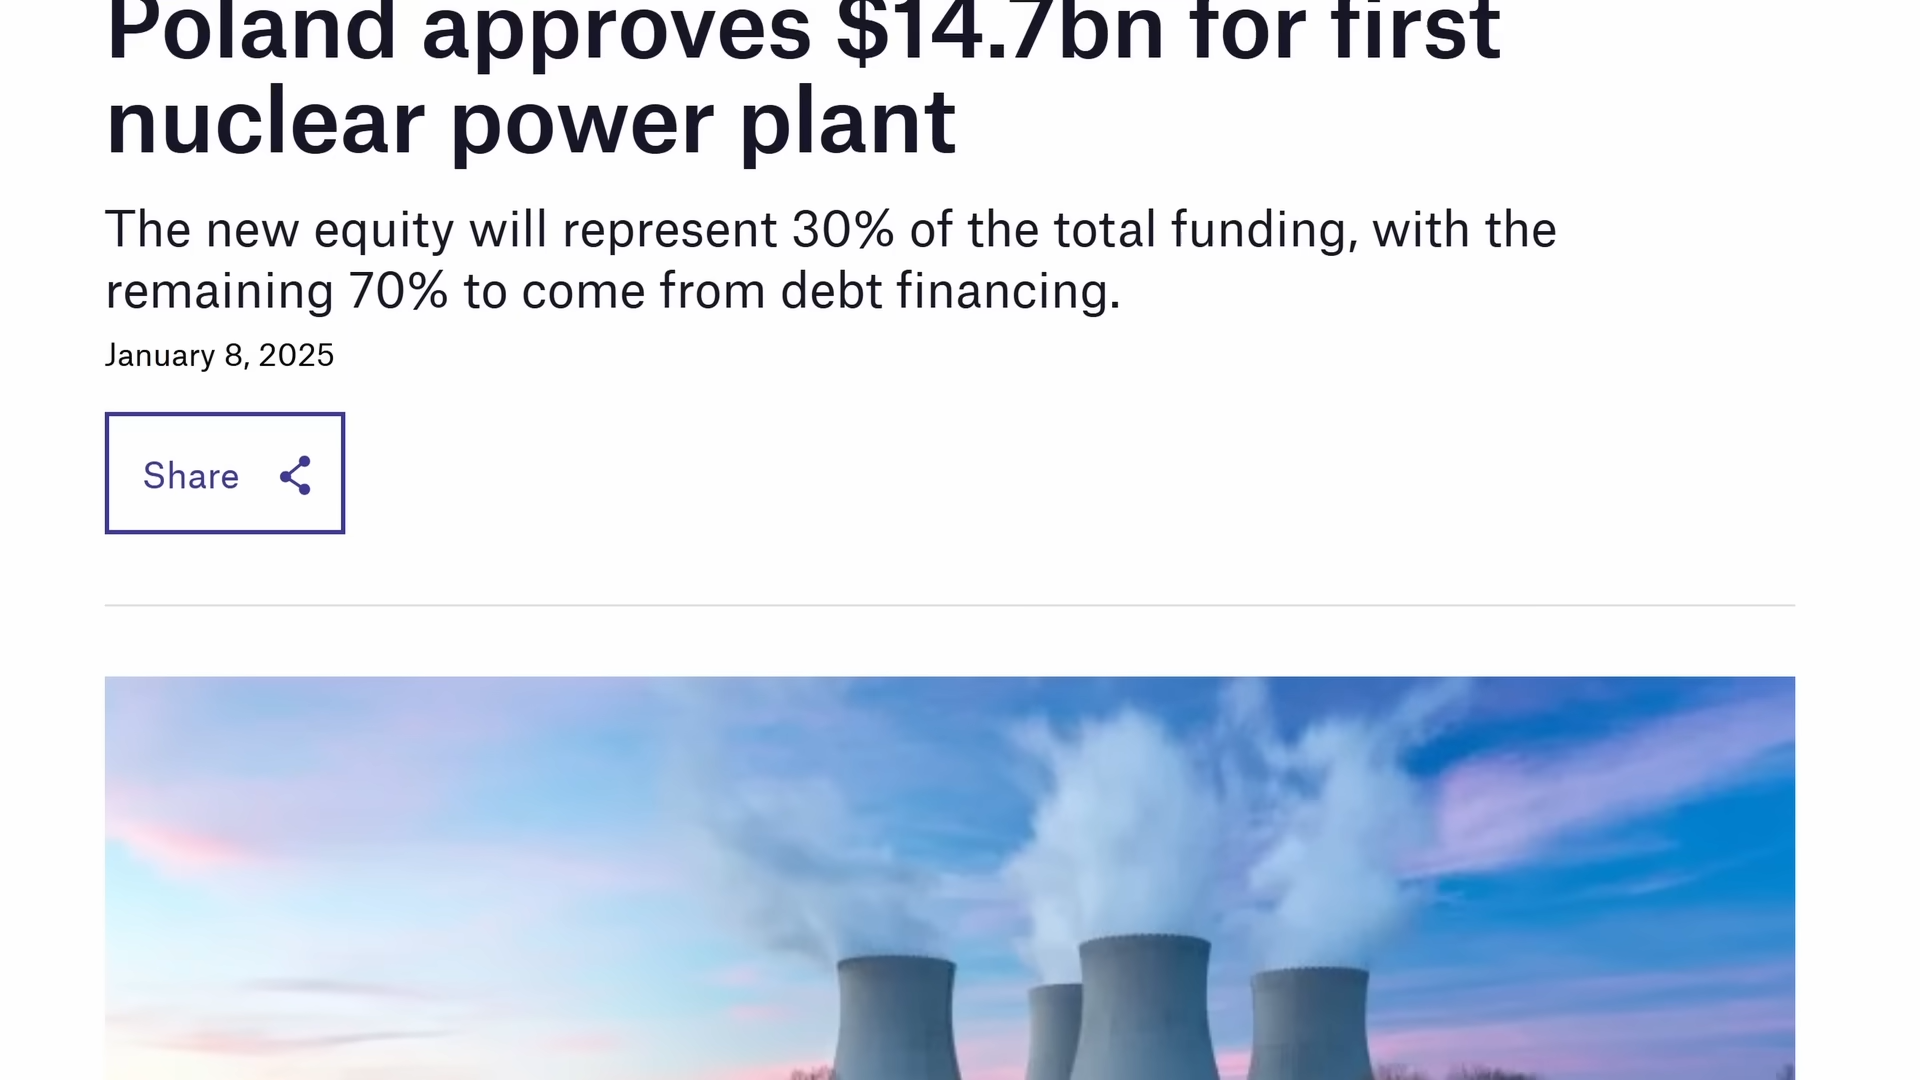 Poland approves $14.7bn for first
nuclear power plant
The new equity will represent 30% of the total funding, with the
remaining 70% to come from debt financing.
January 8, 2025
Share